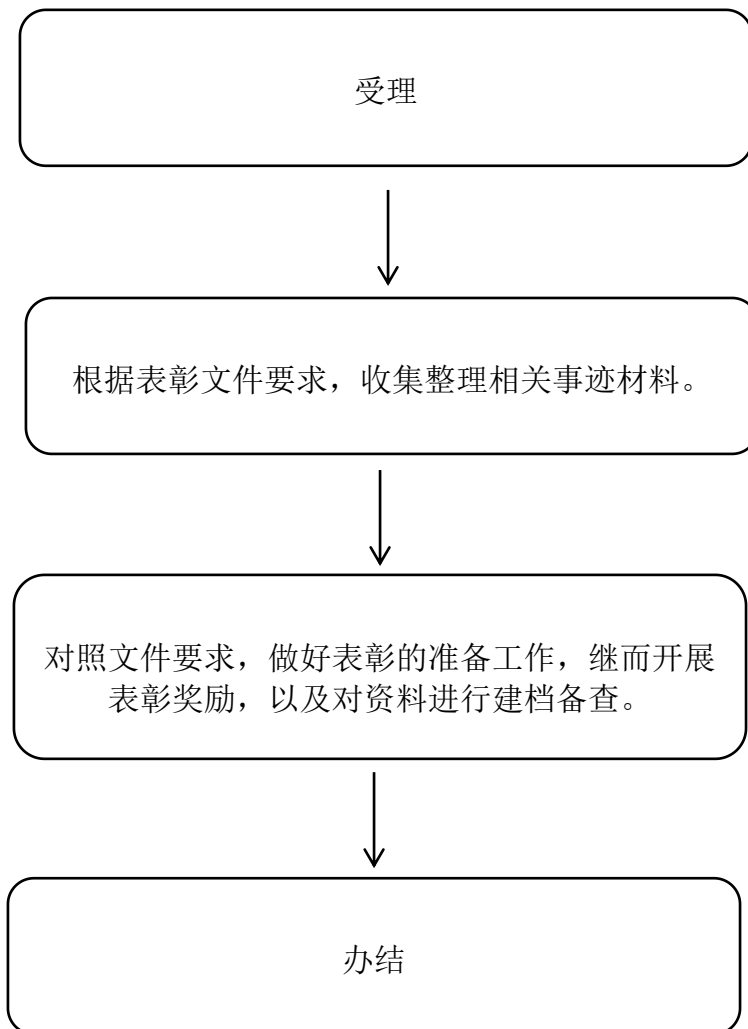 受理
根据表彰文件要求，收集整理相关事迹材料。
对照文件要求，做好表彰的准备工作，继而开展
表彰奖励，以及对资料进行建档备查。
办结